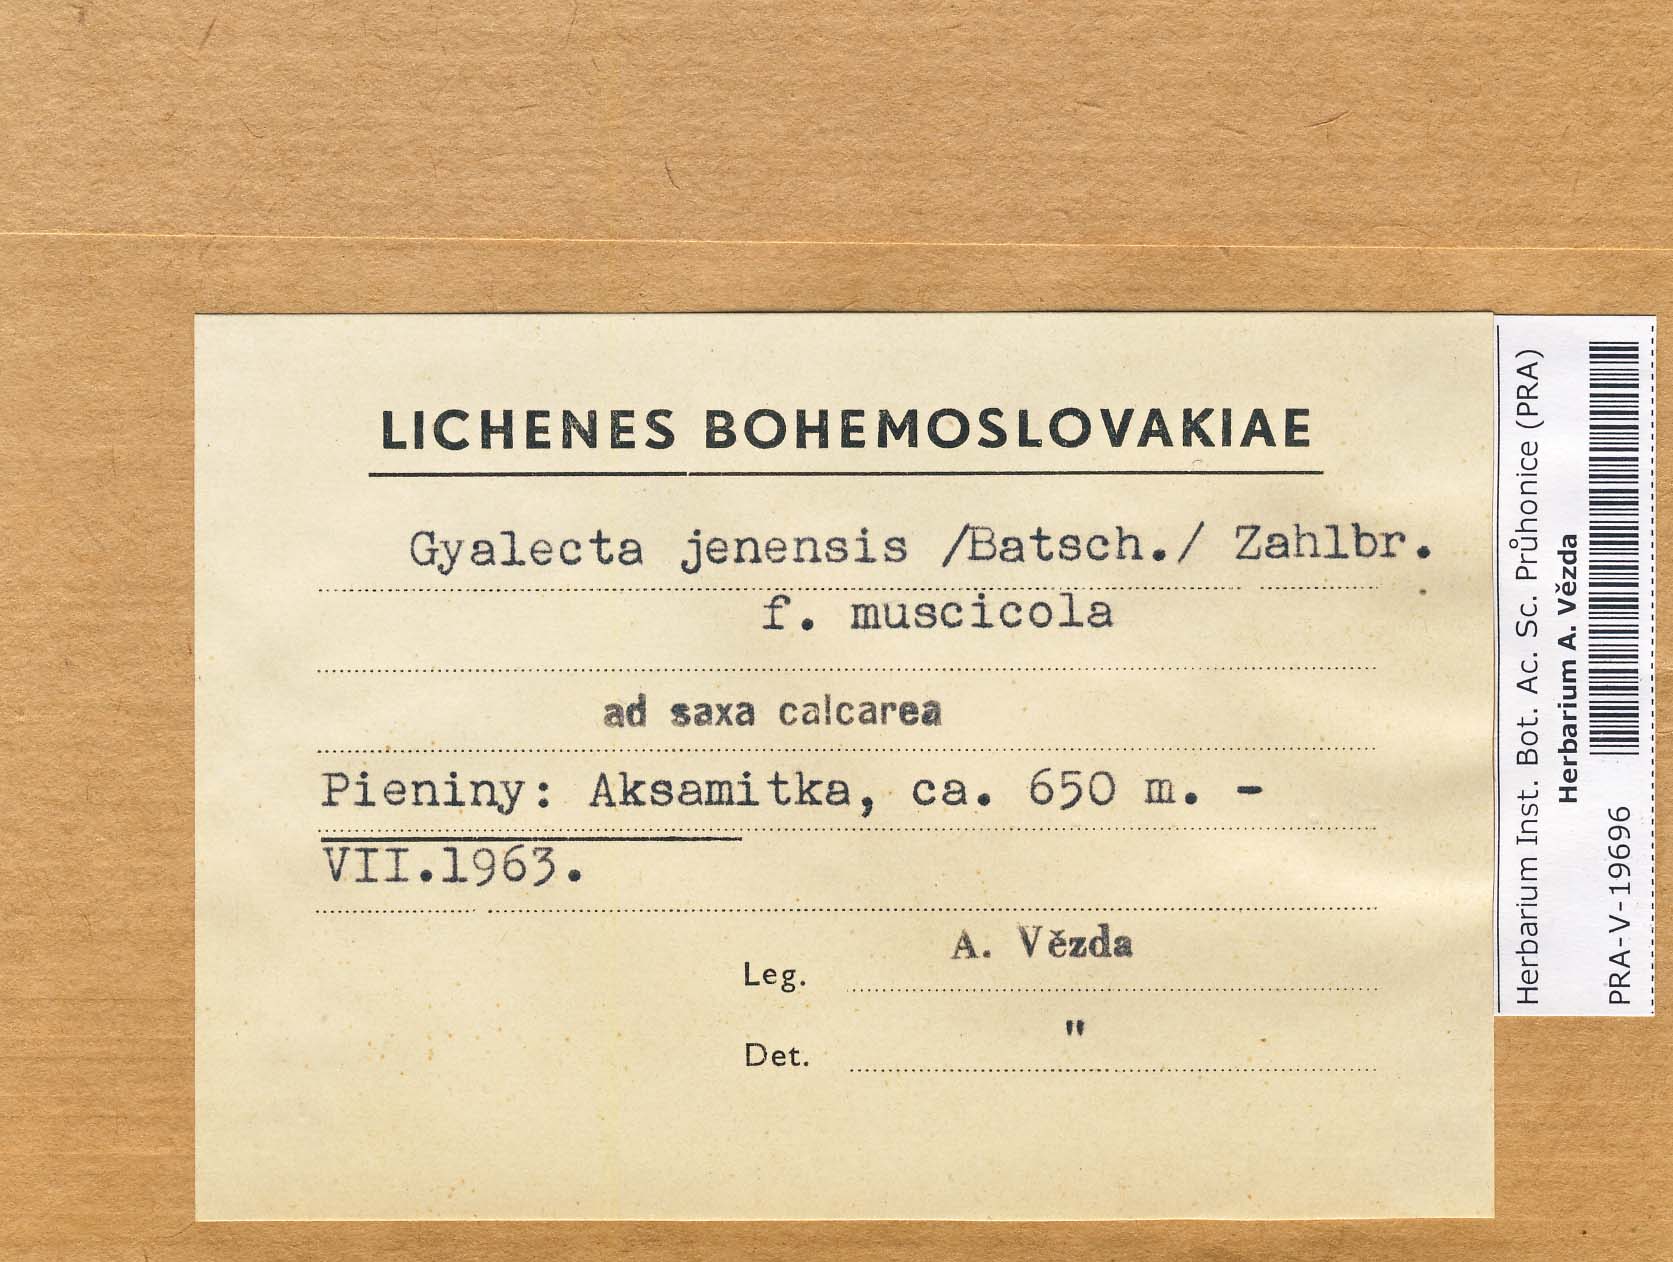 LICHENES BOHEMOSLOVAKIAE
Gyalecta jenensis /Batsch./ Zahlbr.
f. muscicola
ad saxa calcarea
Pieniny: Aksamitka, ca. 650 m. -
VII.1963.
A. Vězda
Leg.
"
Det.
Herbarium Inst. Bot. Ac. Sc. Průhonice (PRA)
Herbarium A. Vězda
PRA-V-19696